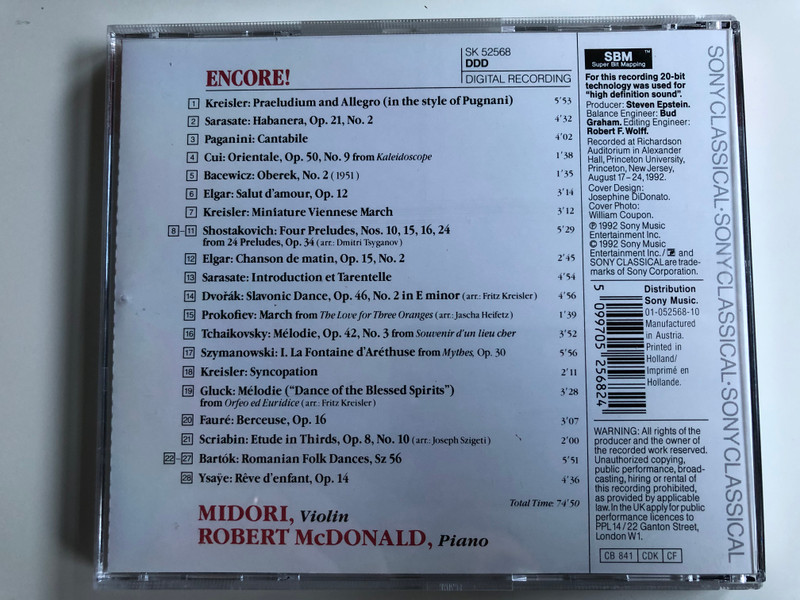 SK 52568
DDD
DIGITAL RECORDING
ENCORE!
1 Kreisler: Praeludium and Allegro (in the style of Pugnani) 5'53
2 Sarasate: Habanera, Op. 21, No. 2 4'32
3 Paganini: Cantabile 4'02
4 Cui: Orientale, Op. 50, No. 9 from Kaleidoscope 1'38
5 Bacewicz: Oberek, No. 2 (1951) 1'35
6 Elgar: Salut d'amour, Op. 12 3'14
7 Kreisler: Miniature Viennese March 3'12
8–11 Shostakovich: Four Preludes, Nos. 10, 15, 16, 24 5'29
from 24 Preludes, Op. 34 (arr.: Dmitri Tsyganov)
12 Elgar: Chanson de matin, Op. 15, No. 2 2'45
13 Sarasate: Introduction et Tarentelle 4'54
14 Dvořák: Slavonic Dance, Op. 46, No. 2 in E minor (arr.: Fritz Kreisler) 4'56
15 Prokofiev: March from The Love for Three Oranges (arr.: Jascha Heifetz) 1'39
16 Tchaikovsky: Mélodie, Op. 42, No. 3 from Souvenir d'un lieu cher 3'52
17 Szymanowski: I. La Fontaine d'Aréthuse from Mythes, Op. 30 5'56
18 Kreisler: Syncopation 2'11
19 Gluck: Mélodie ("Dance of the Blessed Spirits") 3'28
from Orfeo ed Euridice (arr.: Fritz Kreisler)
20 Fauré: Berceuse, Op. 16 3'07
21 Scriabin: Etude in Thirds, Op. 8, No. 10 (arr.: Joseph Szigeti) 2'00
22–27 Bartók: Romanian Folk Dances, Sz 56 5'51
28 Ysaÿe: Rêve d'enfant, Op. 14 4'36
Total Time: 74'50
MIDORI, Violin
ROBERT McDONALD, Piano
SBM™
Super Bit Mapping
For this recording 20-bit
technology was used for
"high definition sound".
Producer: Steven Epstein.
Balance Engineer: Bud
Graham. Editing Engineer:
Robert F. Wolff.
Recorded at Richardson
Auditorium in Alexander
Hall, Princeton University,
Princeton, New Jersey,
August 17–24, 1992.
Cover Design:
Josephine DiDonato.
Cover Photo:
William Coupon.
℗ 1992 Sony Music
Entertainment Inc.
© 1992 Sony Music
Entertainment Inc./ and
SONY CLASSICAL are trade-
marks of Sony Corporation.
5 099705 256824
Distribution
Sony Music.
01-052568-10
Manufactured
in Austria.
Printed in
Holland/
Imprimé en
Hollande.
WARNING: All rights of the
producer and the owner of
the recorded work reserved.
Unauthorized copying,
public performance, broad-
casting, hiring or rental of
this recording prohibited,
as provided by applicable
law. In the UK apply for public
performance licences to
PPL 14/22 Ganton Street,
London W1.
CB 841 CDK CF
SONYCLASSICAL·SONYCLASSICAL·SONYCLASSICAL